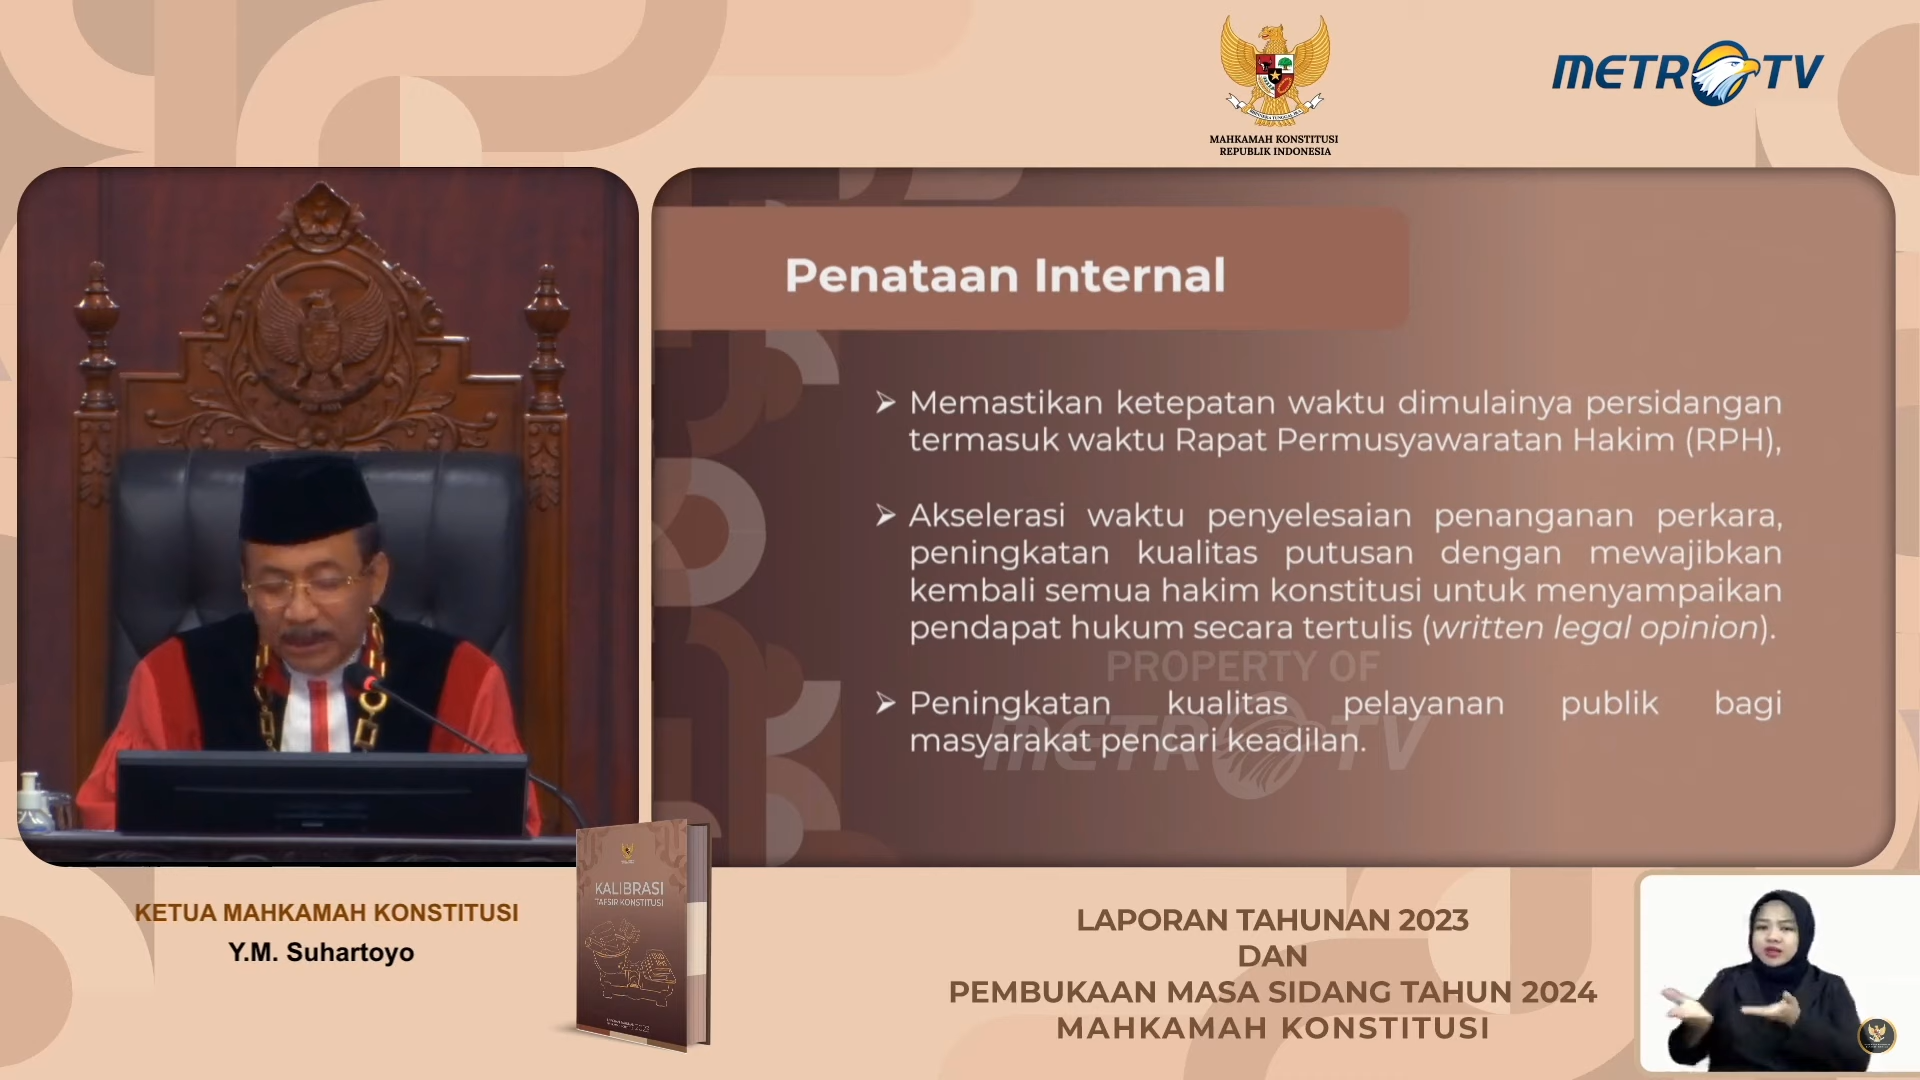 MAHKAMAH KONSTITUSI
REPUBLIK INDONESIA
METRO TV
Penataan Internal
➢ Memastikan ketepatan waktu dimulainya persidangan
termasuk waktu Rapat Permusyawaratan Hakim (RPH),
➢ Akselerasi waktu penyelesaian penanganan perkara,
peningkatan kualitas putusan dengan mewajibkan
kembali semua hakim konstitusi untuk menyampaikan
pendapat hukum secara tertulis (written legal opinion).
➢ Peningkatan kualitas pelayanan publik bagi
masyarakat pencari keadilan.
PROPERTY OF
METRO TV
KETUA MAHKAMAH KONSTITUSI
Y.M. Suhartoyo
KALIBRASI
TAFSIR KONSTITUSI
LAPORAN TAHUNAN 2023
DAN
PEMBUKAAN MASA SIDANG TAHUN 2024
MAHKAMAH KONSTITUSI